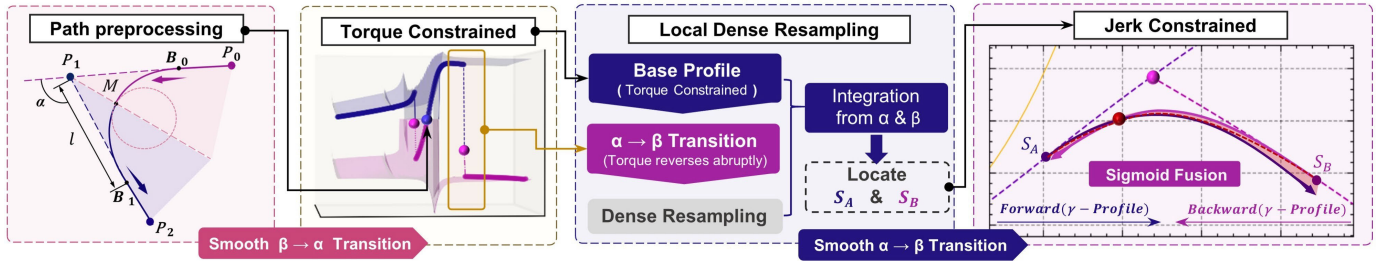 Path preprocessing
P1
B0
P0
M
α
l
B1
P2
Smooth β → α Transition
Torque Constrained
Local Dense Resampling
Base Profile
( Torque Constrained )
α → β Transition
(Torque reverses abruptly)
Dense Resampling
Integration
from α & β
Locate
SA & SB
Smooth α → β Transition
Jerk Constrained
SA
SB
Sigmoid Fusion
Forward(γ − Profile)
Backward(γ − Profile)